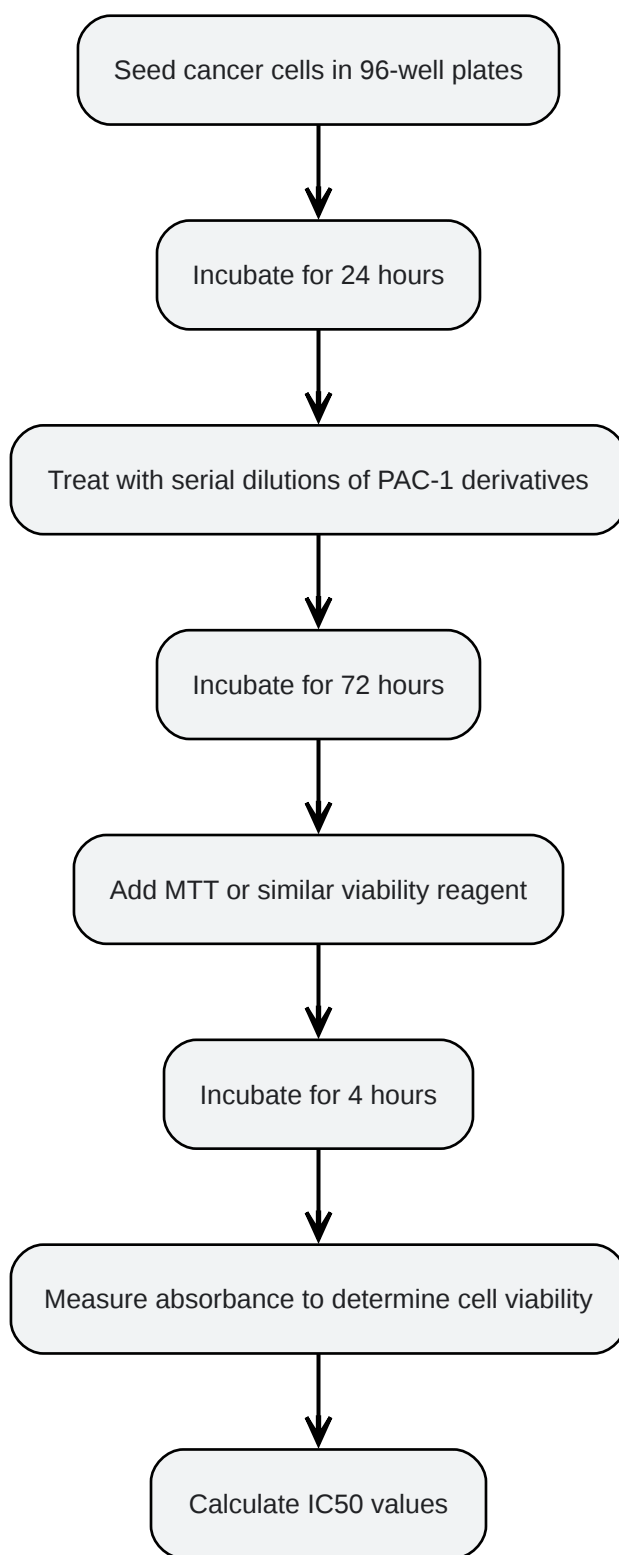 Seed cancer cells in 96-well plates
Incubate for 24 hours
Treat with serial dilutions of PAC-1 derivatives
Incubate for 72 hours
Add MTT or similar viability reagent
Incubate for 4 hours
Measure absorbance to determine cell viability
Calculate IC50 values